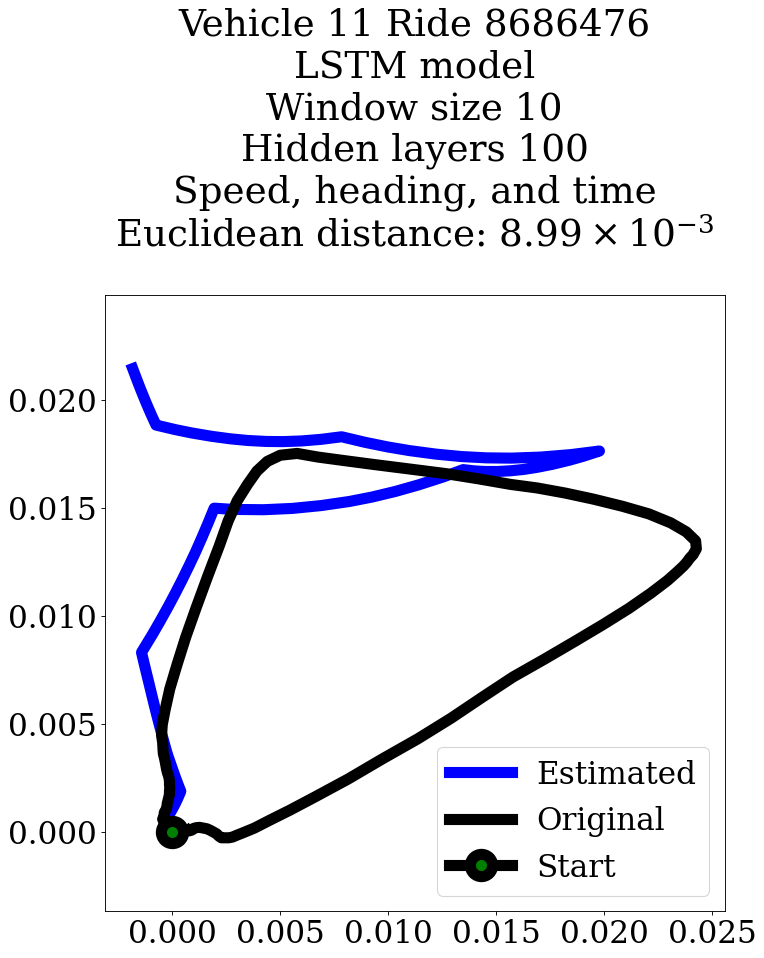 Vehicle 11 Ride 8686476
LSTM model
Window size 10
Hidden layers 100
Speed, heading, and time
Euclidean distance: 8.99 × 10⁻³
0.020
0.015
0.010
0.005
0.000
Estimated
Original
Start
0.000 0.005 0.010 0.015 0.020 0.025